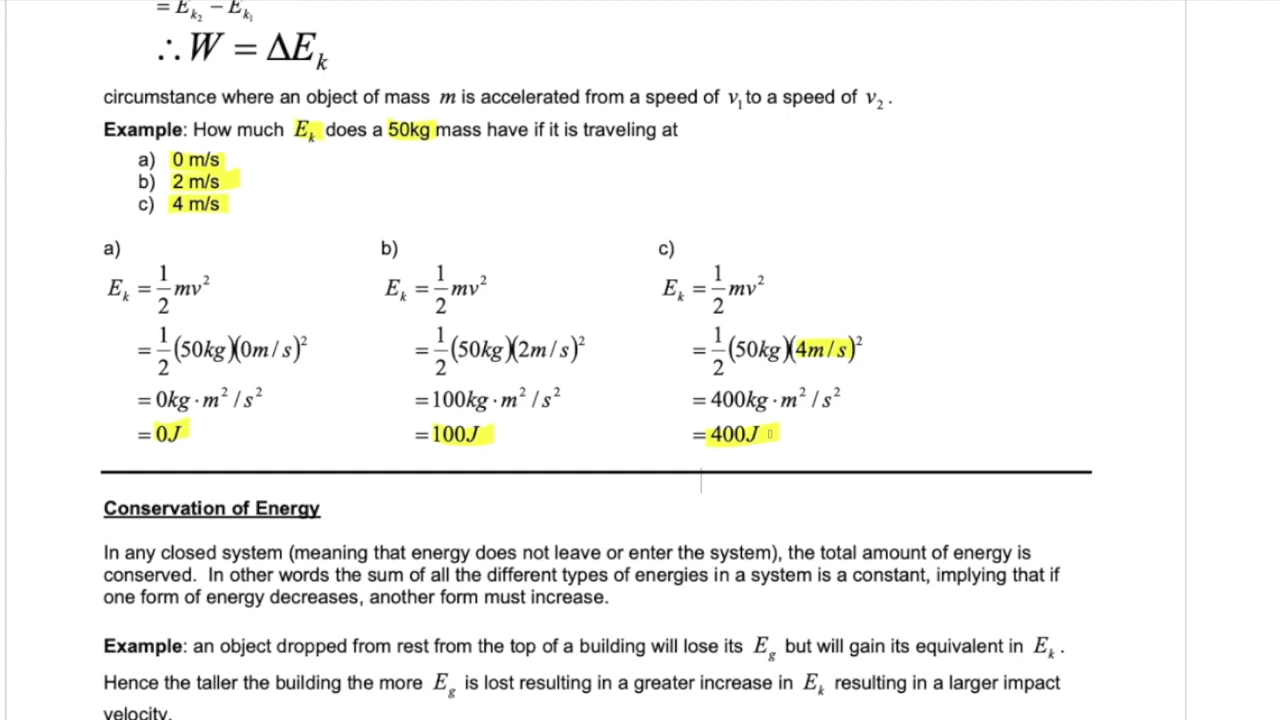 = E_k₂ − E_k₁
∴ W = ΔE_k
circumstance where an object of mass m is accelerated from a speed of v₁ to a speed of v₂ .
Example: How much E_k does a 50kg mass have if it is traveling at
a) 0 m/s
b) 2 m/s
c) 4 m/s
a) b) c)
E_k = 1/2 mv² E_k = 1/2 mv² E_k = 1/2 mv²
= 1/2 (50kg)(0m/s)² = 1/2 (50kg)(2m/s)² = 1/2 (50kg)(4m/s)²
= 0kg · m² / s² = 100kg · m² / s² = 400kg · m² / s²
= 0J = 100J = 400J
Conservation of Energy
In any closed system (meaning that energy does not leave or enter the system), the total amount of energy is
conserved. In other words the sum of all the different types of energies in a system is a constant, implying that if
one form of energy decreases, another form must increase.
Example: an object dropped from rest from the top of a building will lose its E_g but will gain its equivalent in E_k .
Hence the taller the building the more E_g is lost resulting in a greater increase in E_k resulting in a larger impact
velocity.